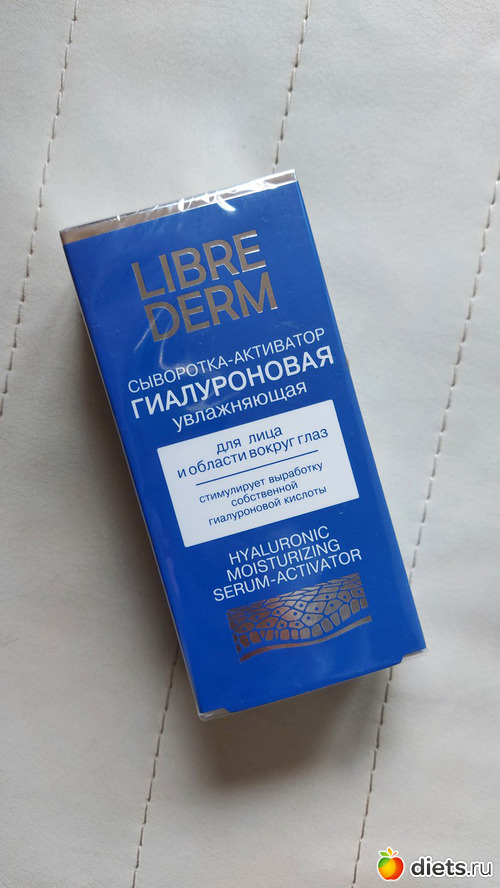 LIBRE
DERM
СЫВОРОТКА-АКТИВАТОР
ГИАЛУРОНОВАЯ
увлажняющая
для лица
и области вокруг глаз
стимулирует выработку
собственной
гиалуроновой кислоты
HYALURONIC
MOISTURIZING
SERUM-ACTIVATOR
diets.ru